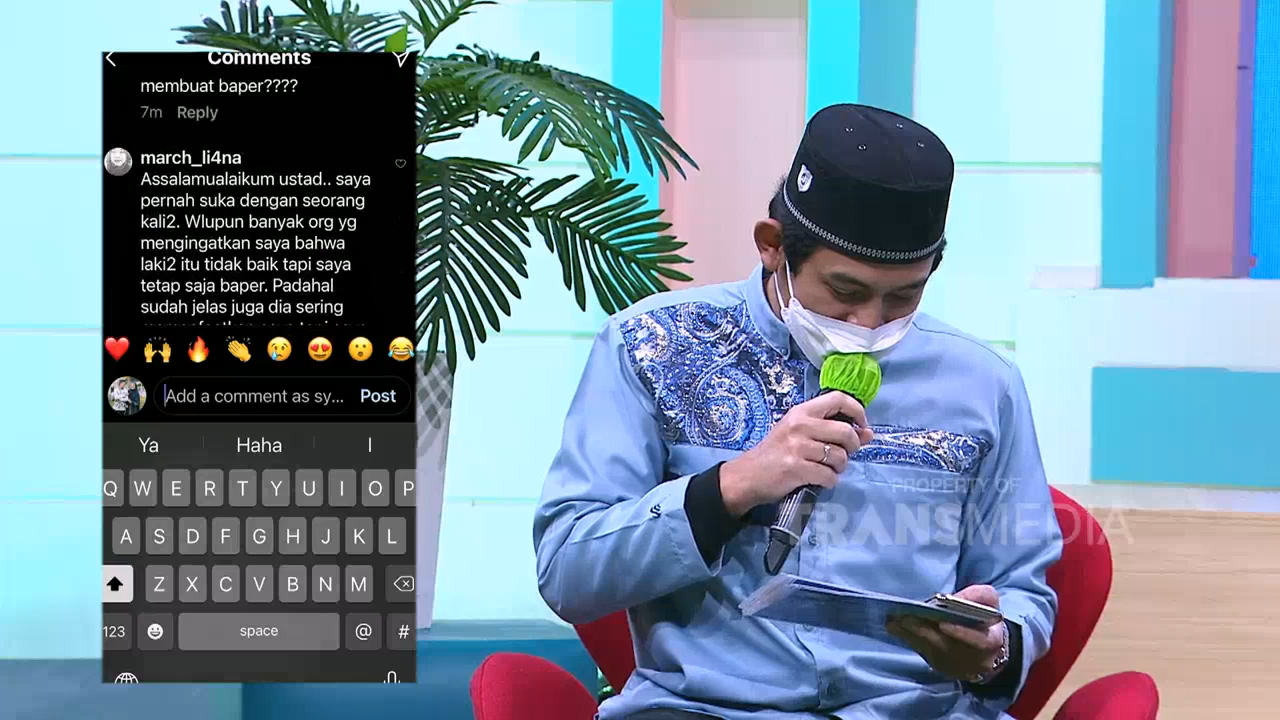 Comments
membuat baper????
7m Reply
march_li4na
Assalamualaikum ustad.. saya
pernah suka dengan seorang
kali2. Wlupun banyak org yg
mengingatkan saya bahwa
laki2 itu tidak baik tapi saya
tetap saja baper. Padahal
sudah jelas juga dia sering
Add a comment as sy... Post
Ya Haha I
Q W E R T Y U I O P
A S D F G H J K L
Z X C V B N M
123 space @ #
PROPERTY OF
TRANSMEDIA